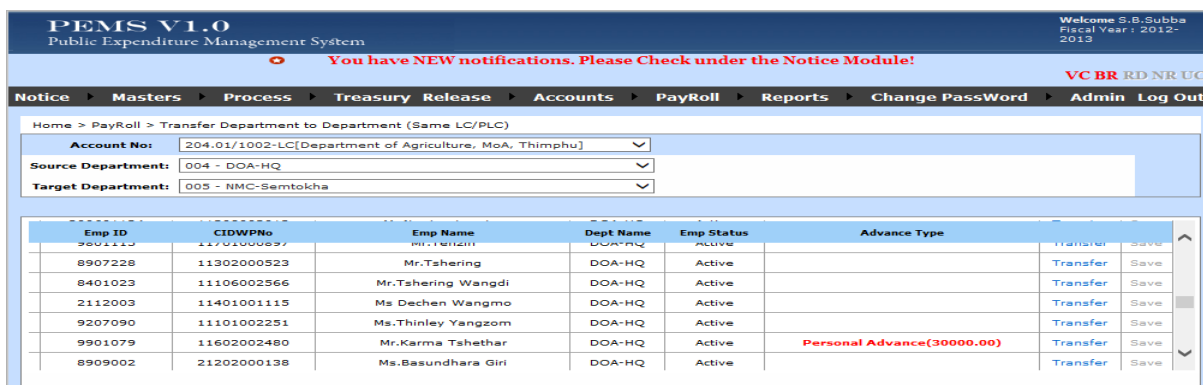 PEMS V1.0
Public Expenditure Management System
Welcome S.B.Subba
Fiscal Year : 2012-
2013
You have NEW notifications. Please Check under the Notice Module!
VC BR RD NR UC
Notice Masters Process Treasury Release Accounts PayRoll Reports Change PassWord Admin Log Out
Home > PayRoll > Transfer Department to Department (Same LC/PLC)
Account No: 204.01/1002-LC[Department of Agriculture, MoA, Thimphu]
Source Department: 004 - DOA-HQ
Target Department: 005 - NMC-Semtokha
Emp ID CIDWPNo Emp Name Dept Name Emp Status Advance Type
9801115 11701000897 Mr.Tenzin DOA-HQ Active Transfer Save
8907228 11302000523 Mr.Tshering DOA-HQ Active Transfer Save
8401023 11106002566 Mr.Tshering Wangdi DOA-HQ Active Transfer Save
2112003 11401001115 Ms Dechen Wangmo DOA-HQ Active Transfer Save
9207090 11101002251 Ms.Thinley Yangzom DOA-HQ Active Transfer Save
9901079 11602002480 Mr.Karma Tshethar DOA-HQ Active Personal Advance(30000.00) Transfer Save
8909002 21202000138 Ms.Basundhara Giri DOA-HQ Active Transfer Save